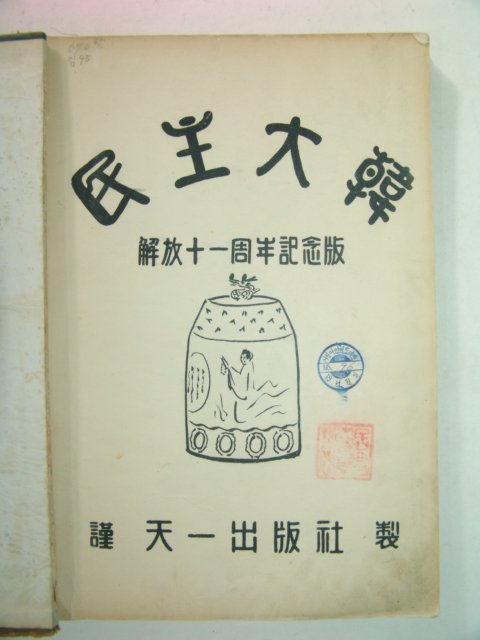 民主大韓
解放十一周年記念版
謹 天一出版社 製